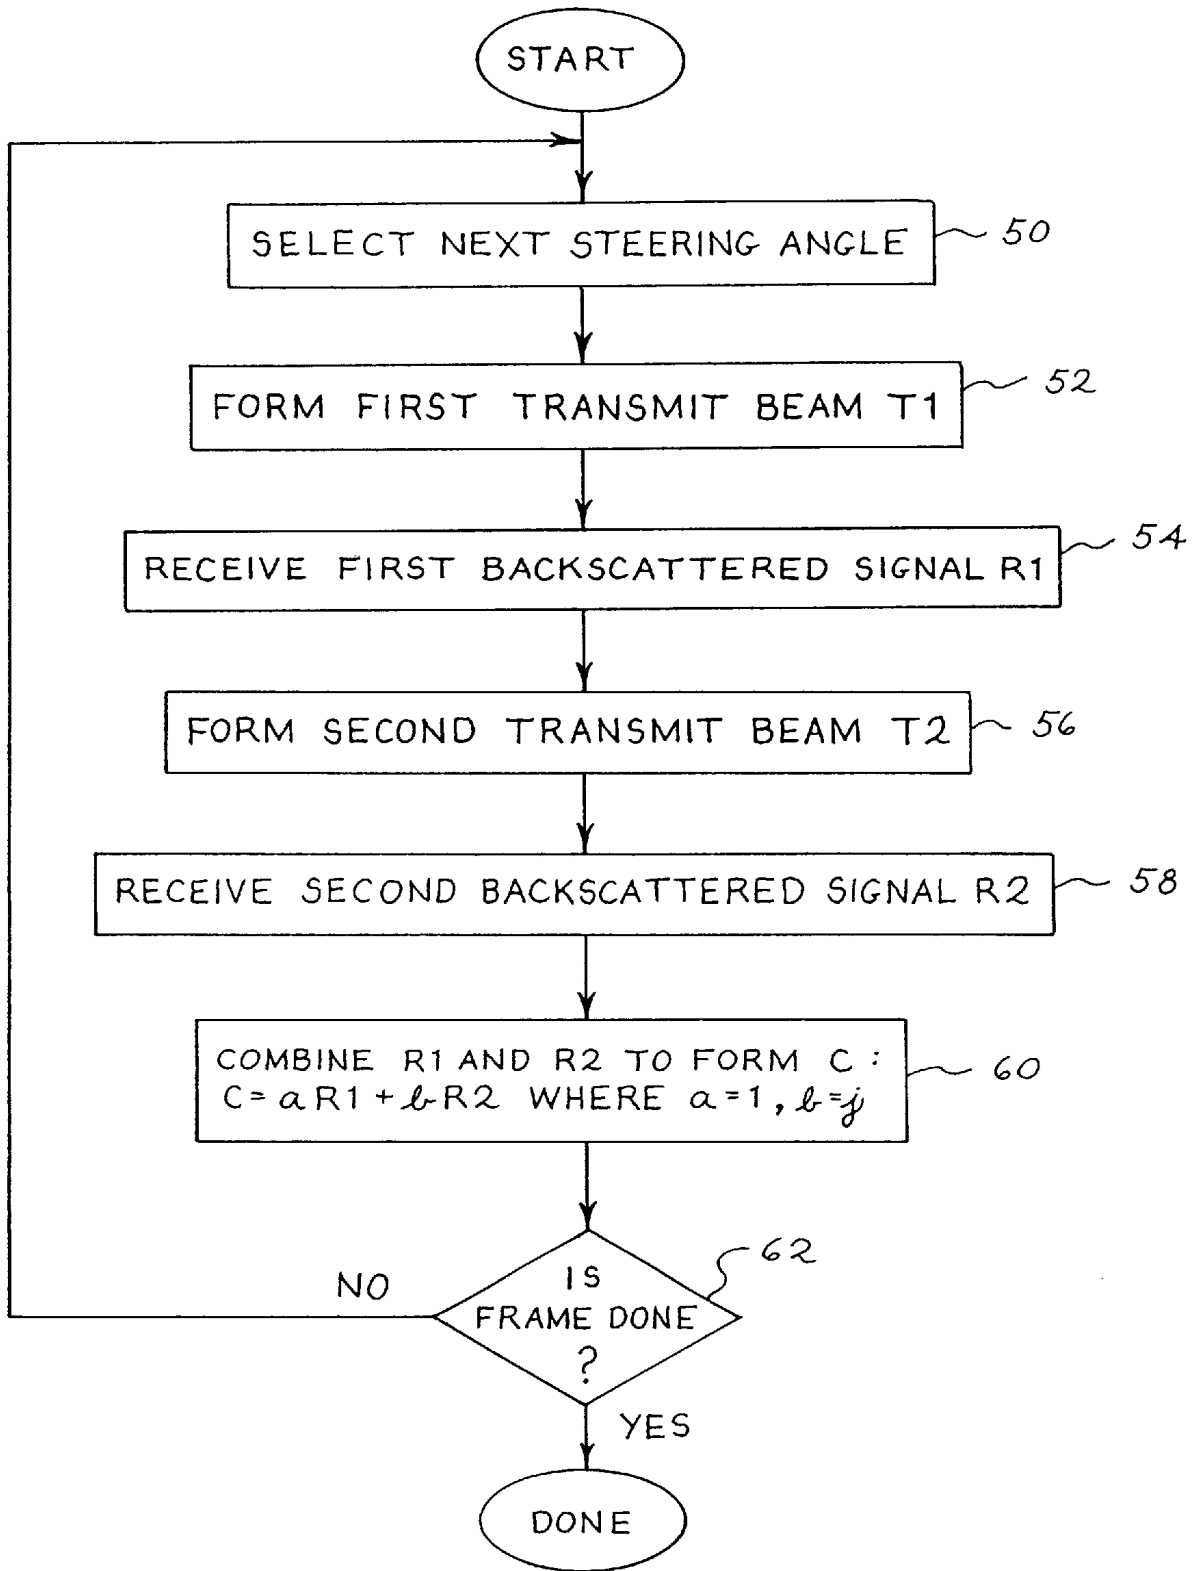 START
SELECT NEXT STEERING ANGLE
50
FORM FIRST TRANSMIT BEAM T1
52
RECEIVE FIRST BACKSCATTERED SIGNAL R1
54
FORM SECOND TRANSMIT BEAM T2
56
RECEIVE SECOND BACKSCATTERED SIGNAL R2
58
COMBINE R1 AND R2 TO FORM C :
C = a R1 + b R2 WHERE a = 1 , b = j
60
62
IS
FRAME DONE
?
NO
YES
DONE